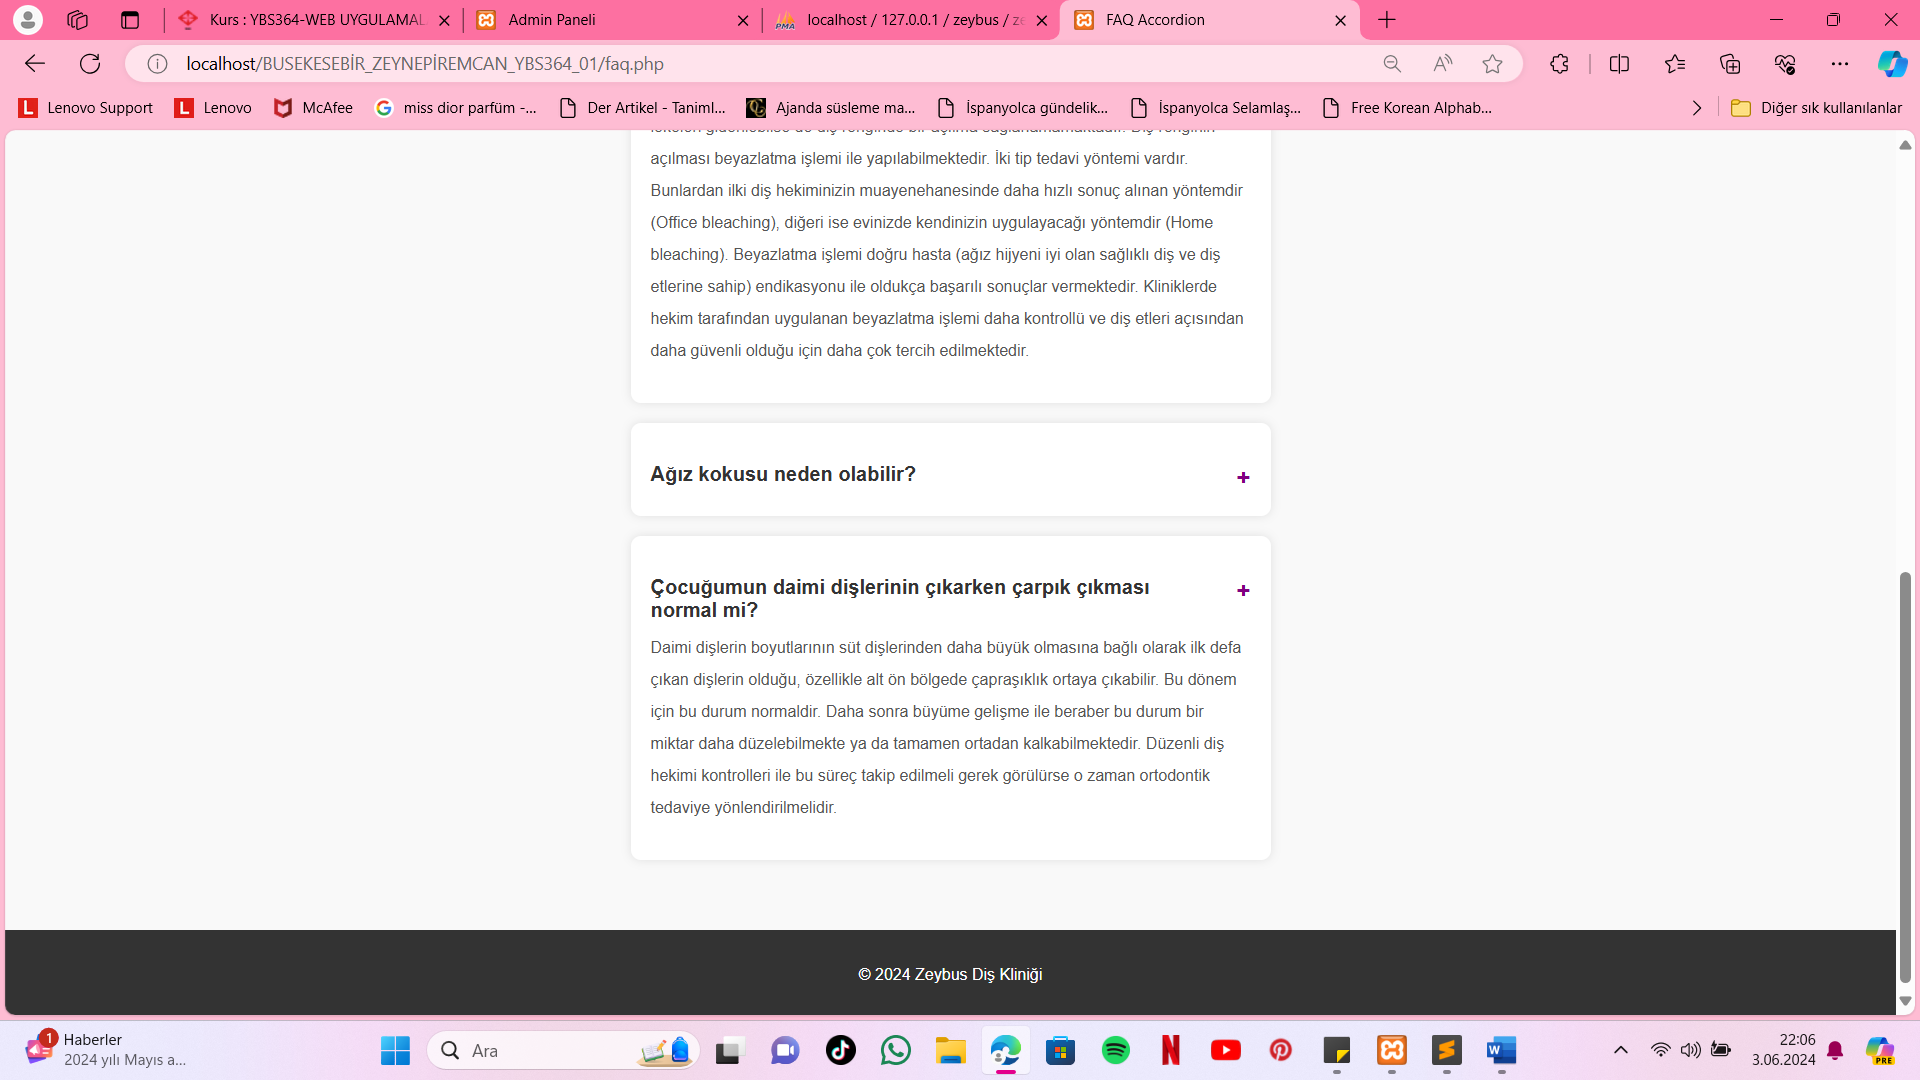 Kurs : YBS364-WEB UYGULAMAL
Admin Paneli
localhost / 127.0.0.1 / zeybus / ze
FAQ Accordion
localhost/BUSEKESEBİR_ZEYNEPİREMCAN_YBS364_01/faq.php
Lenovo Support
Lenovo
McAfee
miss dior parfüm -...
Der Artikel - Tanıml...
Ajanda süsleme ma...
İspanyolca gündelik...
İspanyolca Selamlaş...
Free Korean Alphab...
Diğer sık kullanılanlar
açılması beyazlatma işlemi ile yapılabilmektedir. İki tip tedavi yöntemi vardır.
Bunlardan ilki diş hekiminizin muayenehanesinde daha hızlı sonuç alınan yöntemdir
(Office bleaching), diğeri ise evinizde kendinizin uygulayacağı yöntemdir (Home
bleaching). Beyazlatma işlemi doğru hasta (ağız hijyeni iyi olan sağlıklı diş ve diş
etlerine sahip) endikasyonu ile oldukça başarılı sonuçlar vermektedir. Kliniklerde
hekim tarafından uygulanan beyazlatma işlemi daha kontrollü ve diş etleri açısından
daha güvenli olduğu için daha çok tercih edilmektedir.
Ağız kokusu neden olabilir?
+
Çocuğumun daimi dişlerinin çıkarken çarpık çıkması
normal mi?
+
Daimi dişlerin boyutlarının süt dişlerinden daha büyük olmasına bağlı olarak ilk defa
çıkan dişlerin olduğu, özellikle alt ön bölgede çapraşıklık ortaya çıkabilir. Bu dönem
için bu durum normaldir. Daha sonra büyüme gelişme ile beraber bu durum bir
miktar daha düzelebilmekte ya da tamamen ortadan kalkabilmektedir. Düzenli diş
hekimi kontrolleri ile bu süreç takip edilmeli gerek görülürse o zaman ortodontik
tedaviye yönlendirilmelidir.
© 2024 Zeybus Diş Kliniği
1
Haberler
2024 yılı Mayıs a...
Ara
22:06
3.06.2024
PRE